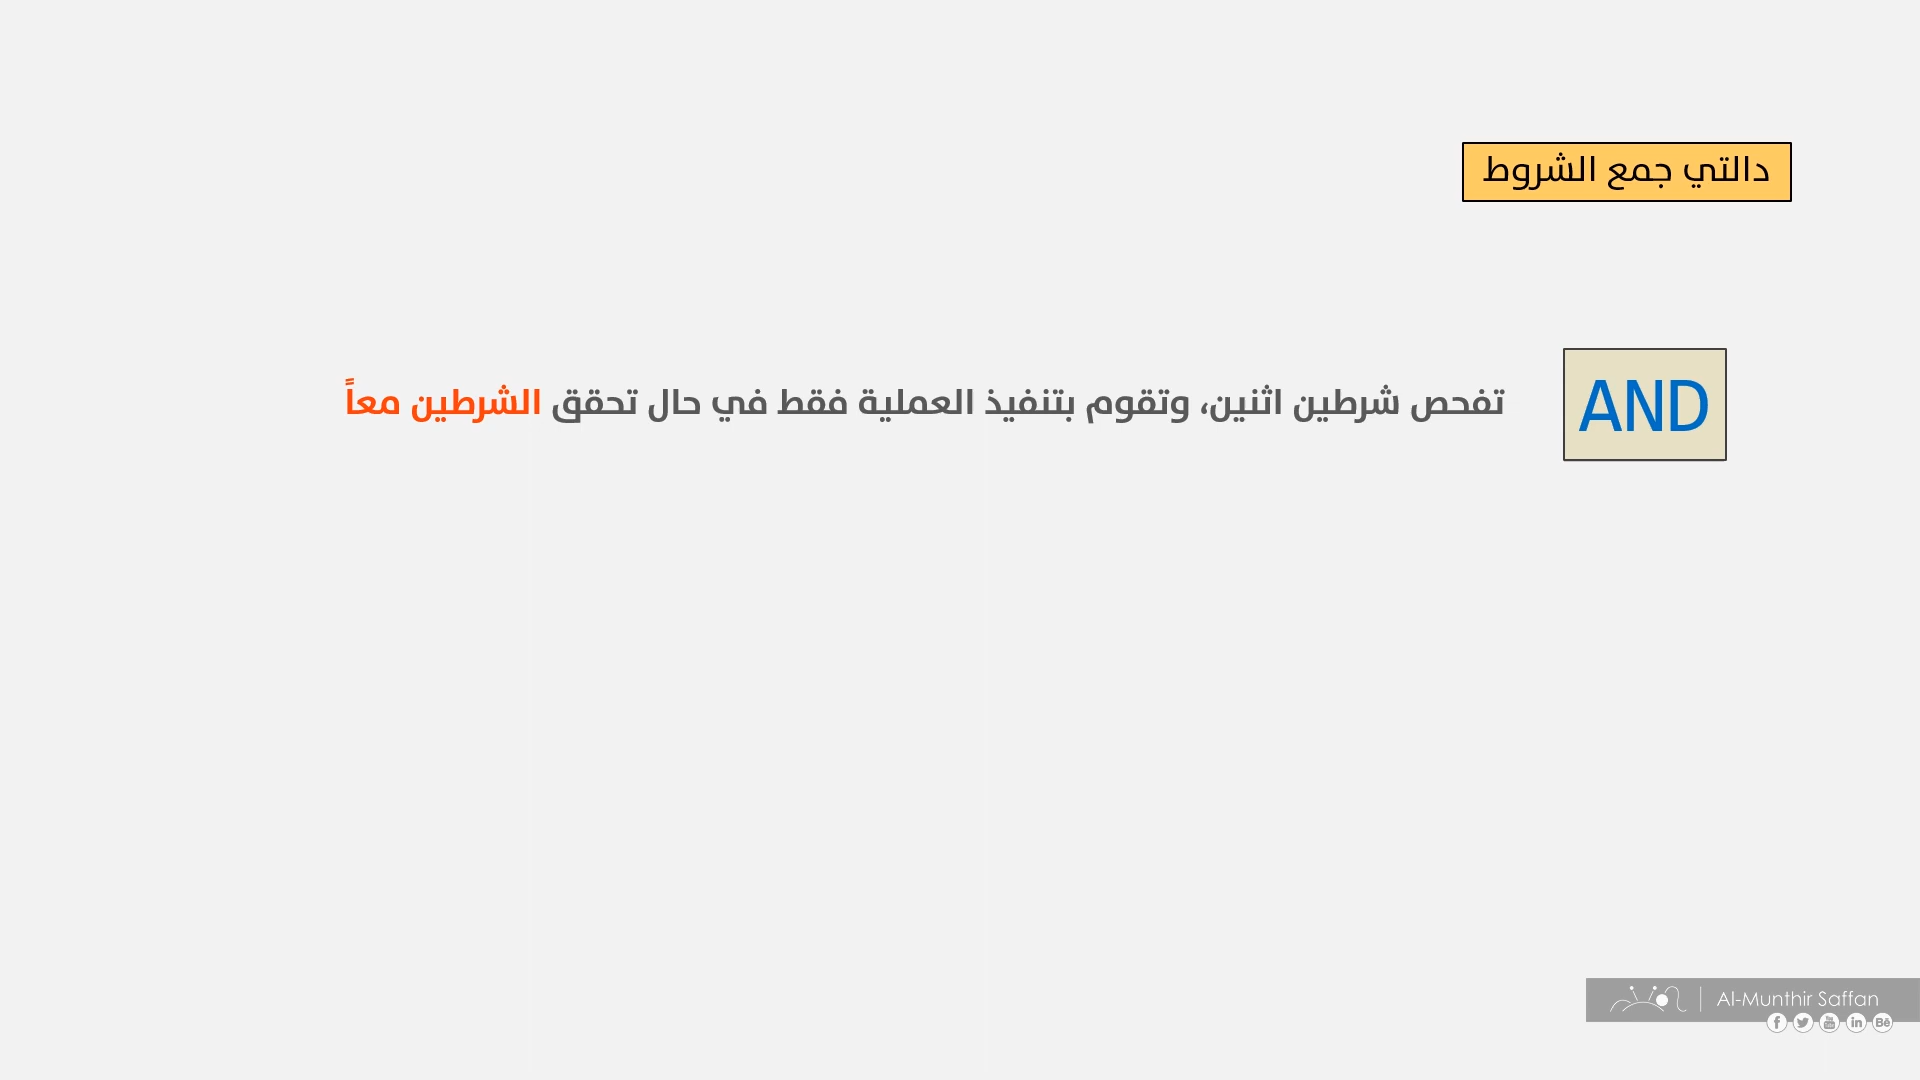 دالتي جمع الشروط
AND
تفحص شرطين اثنين، وتقوم بتنفيذ العملية فقط في حال تحقق الشرطين معاً
Al-Munthir Saffan